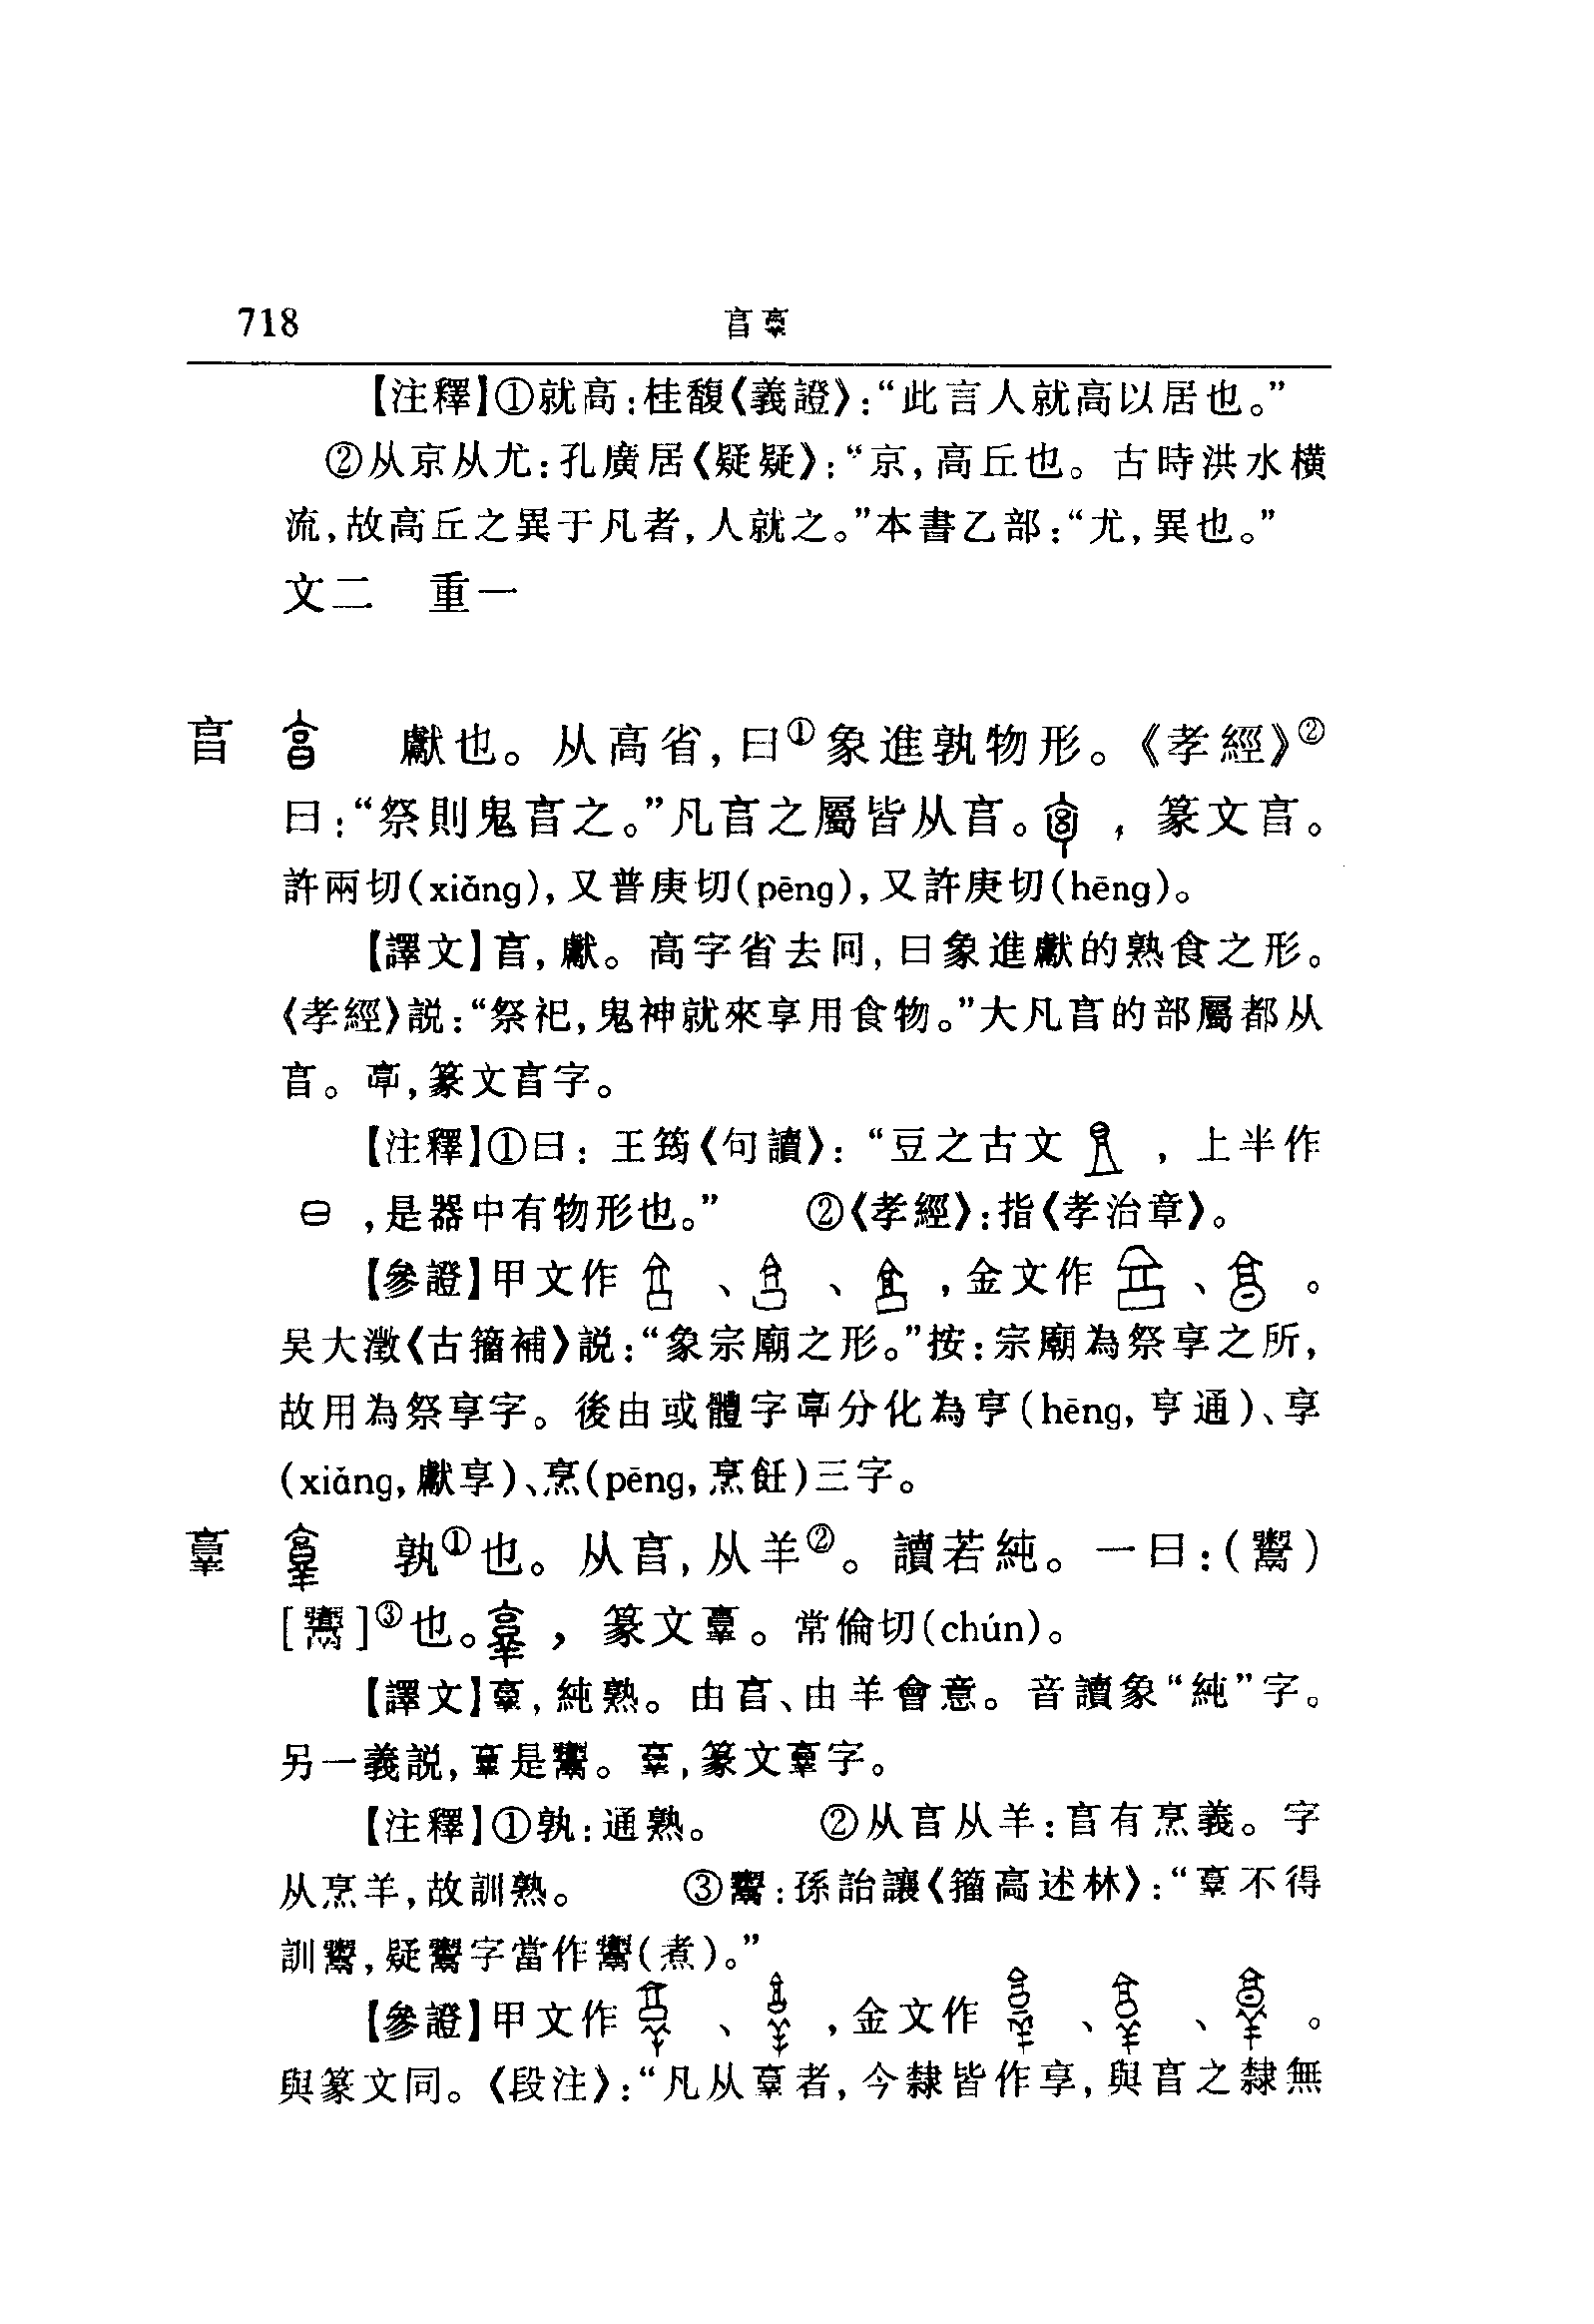 718
亯𦎫
【注釋】①就高:桂馥《義證》:“此言人就高以居也。”
②从京从尤:孔廣居《疑疑》:“京,高丘也。古時洪水橫
流,故高丘之異于凡者,人就之。”本書乙部:“尤,異也。”
文二 重一
亯 獻也。从高省,曰①象進孰物形。《孝經》②
曰:“祭則鬼亯之。”凡亯之屬皆从亯。 ,篆文亯。
許兩切(xiǎng),又普庚切(pēng),又許庚切(hēng)。
【譯文】亯,獻。高字省去冋,曰象進獻的熟食之形。
《孝經》説:“祭祀,鬼神就來享用食物。”大凡亯的部屬都从
亯。 ,篆文亯字。
【注釋】①曰:王筠《句讀》:“豆之古文 ,上半作
,是器中有物形也。” ②《孝經》:指《孝治章》。
【參證】甲文作 、 、 ,金文作 、 。
吴大澂《古籀補》説:“象宗廟之形。”按:宗廟為祭享之所,
故用為祭享字。後由或體字 分化為亨(hēng,亨通)、享
(xiǎng,獻享)、烹(pēng,烹飪)三字。
𦎫 孰①也。从亯,从羊②。讀若純。一曰:(鬻)
[ ]③也。 ,篆文𦎫。常倫切(chún)。
【譯文】𦎫,純熟。由亯、由羊會意。音讀象“純”字。
另一義説,𦎫是 。 ,篆文𦎫字。
【注釋】①孰:通熟。 ②从亯从羊:亯有烹義。字
从烹羊,故訓熟。 ③鬻:孫詒讓《籀高述林》:“𦎫不得
訓鬻,疑鬻字當作 (煮)。”
【參證】甲文作 、 ,金文作 、 、 。
與篆文同。《段注》:“凡从𦎫者,今隸皆作享,與亯之隸無